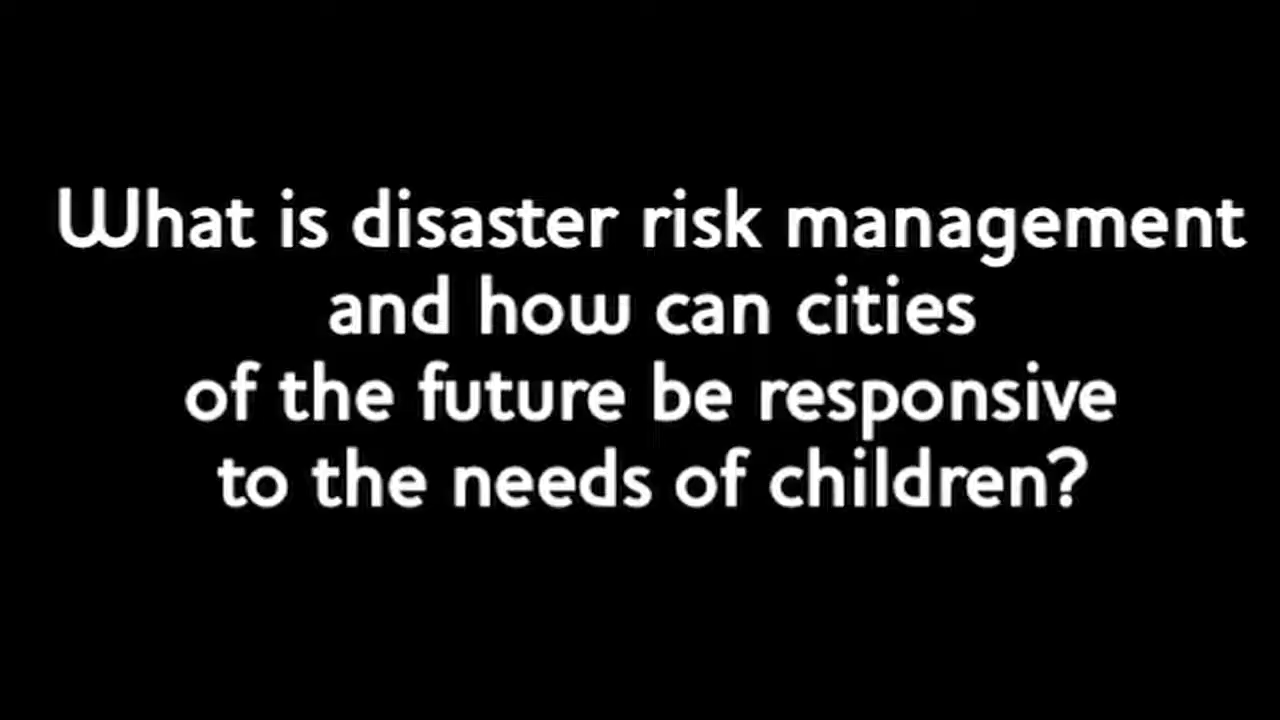 What is disaster risk management
and how can cities
of the future be responsive
to the needs of children?